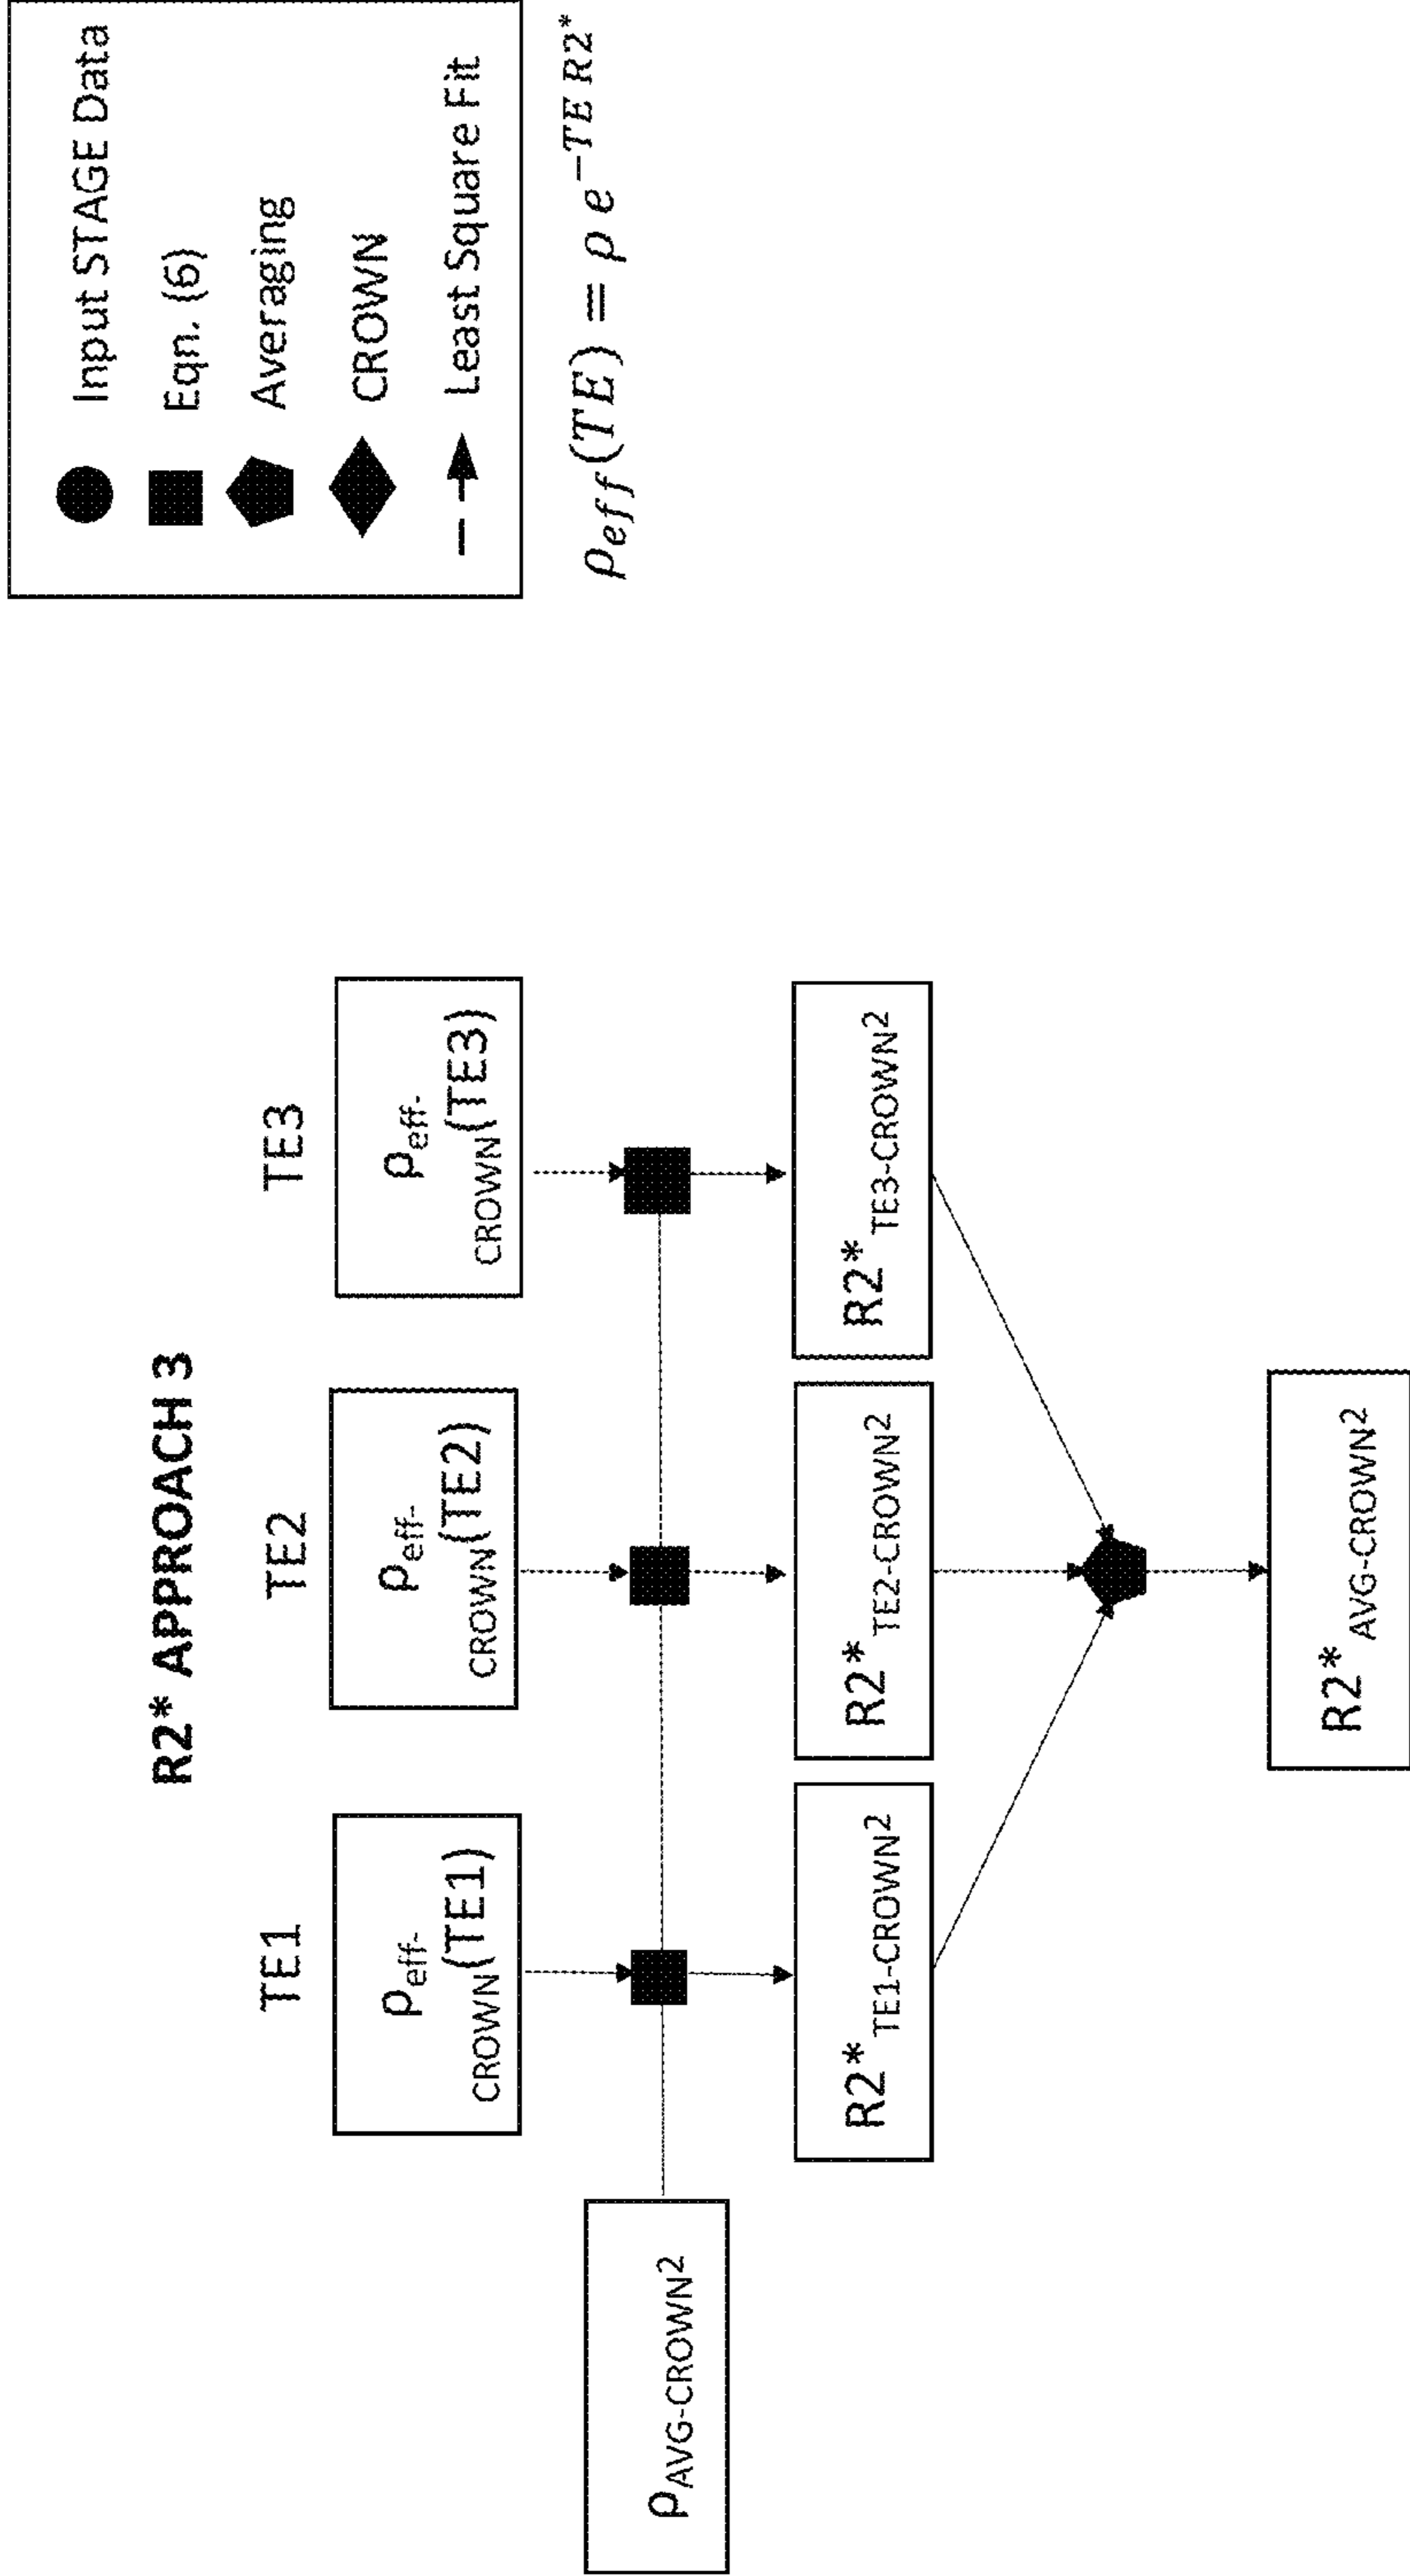 R2* APPROACH 3
TE1
TE2
TE3
ρeff-
CROWN(TE1)
ρeff-
CROWN(TE2)
ρeff-
CROWN(TE3)
ρAVG-CROWN²
R2*TE1-CROWN²
R2*TE2-CROWN²
R2*TE3-CROWN²
R2*AVG-CROWN²
Input STAGE Data
Eqn. (6)
Averaging
CROWN
Least Square Fit
ρeff(TE) = ρ e^−TE R2*